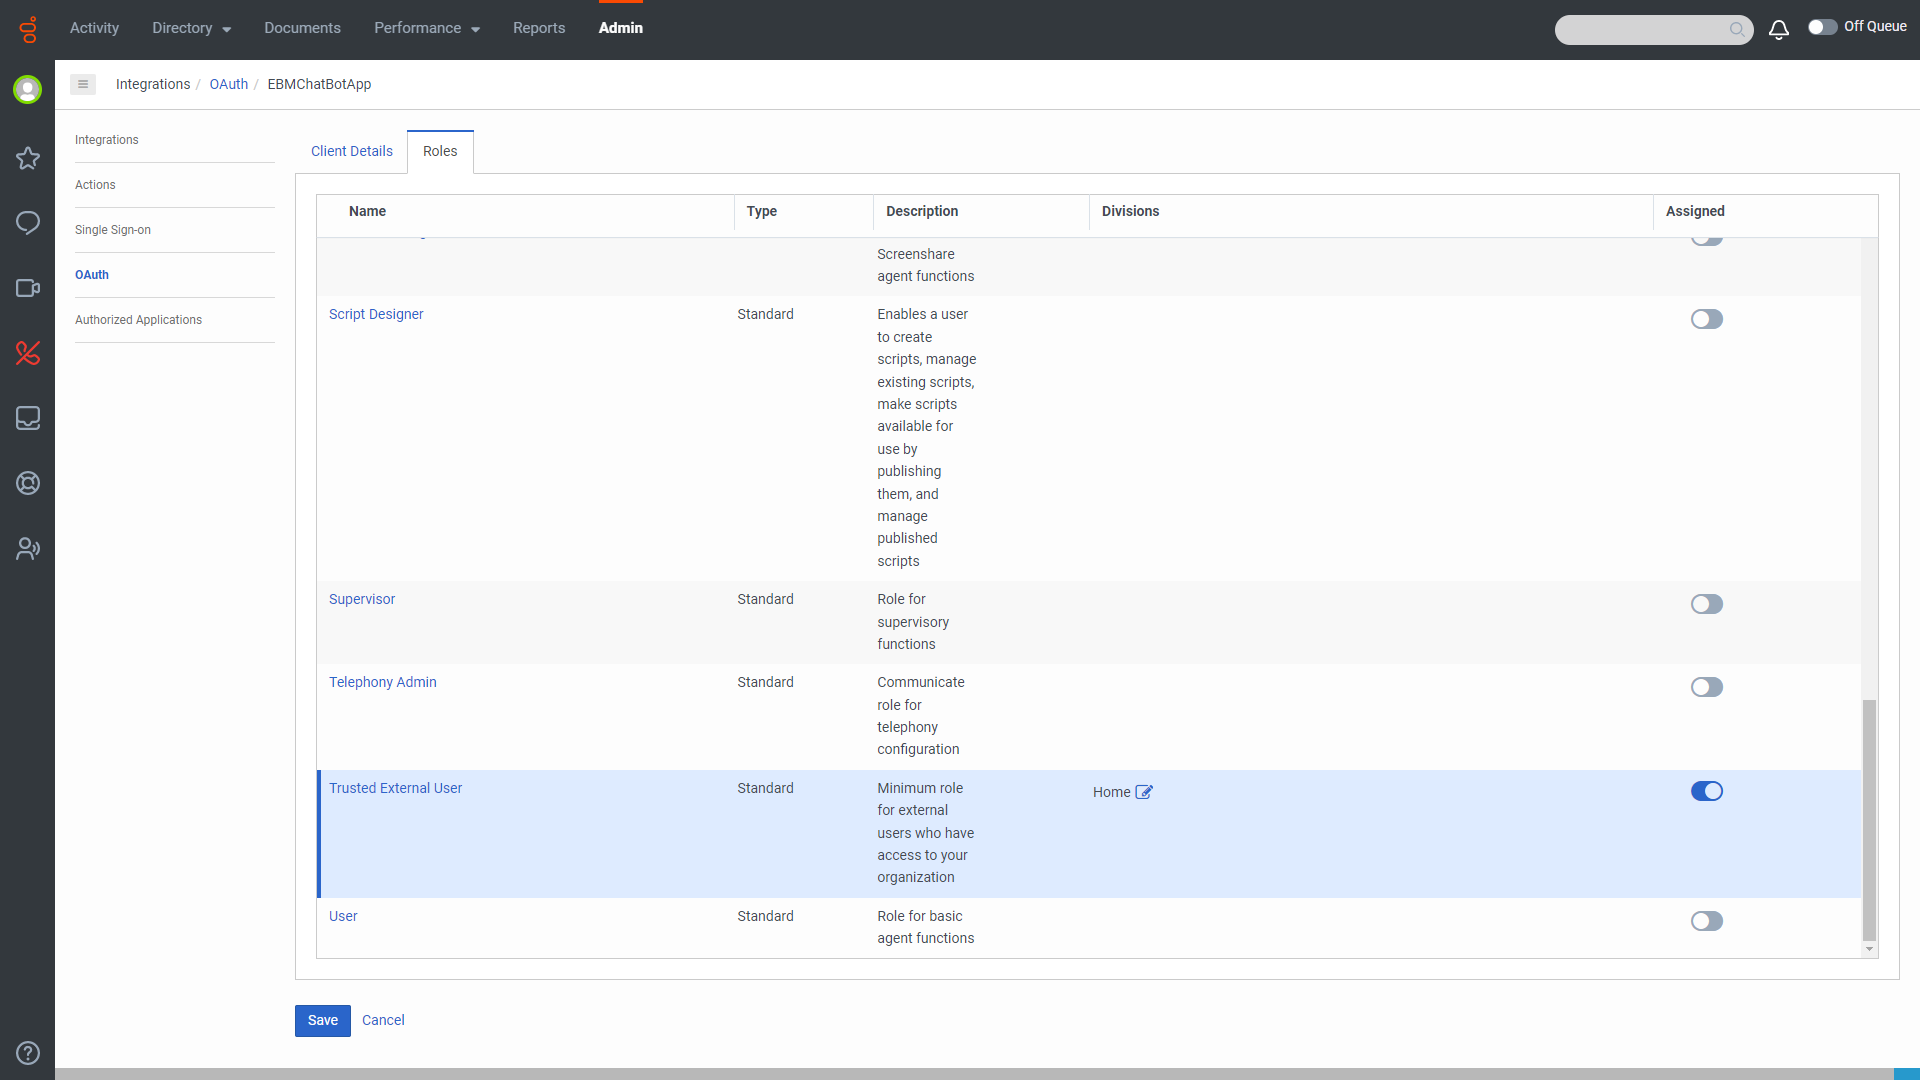 Activity
Directory
Documents
Performance
Reports
Admin
Off Queue
Integrations / OAuth / EBMChatBotApp
Integrations
Actions
Single Sign-on
OAuth
Authorized Applications
Client Details
Roles
Name
Type
Description
Divisions
Assigned
Screenshare
agent functions
Script Designer
Standard
Enables a user
to create
scripts, manage
existing scripts,
make scripts
available for
use by
publishing
them, and
manage
published
scripts
Supervisor
Standard
Role for
supervisory
functions
Telephony Admin
Standard
Communicate
role for
telephony
configuration
Trusted External User
Standard
Minimum role
for external
users who have
access to your
organization
Home
User
Standard
Role for basic
agent functions
Save
Cancel